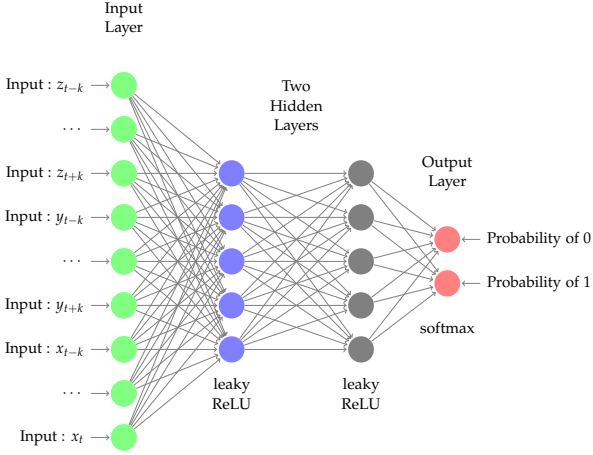 Input
Layer
Input : z_{t−k}
Two
Hidden
Layers
· · ·
Input : z_{t+k}
Output
Layer
Input : y_{t−k}
Probability of 0
· · ·
Probability of 1
Input : y_{t+k}
softmax
Input : x_{t−k}
leaky
ReLU
leaky
ReLU
· · ·
Input : x_t